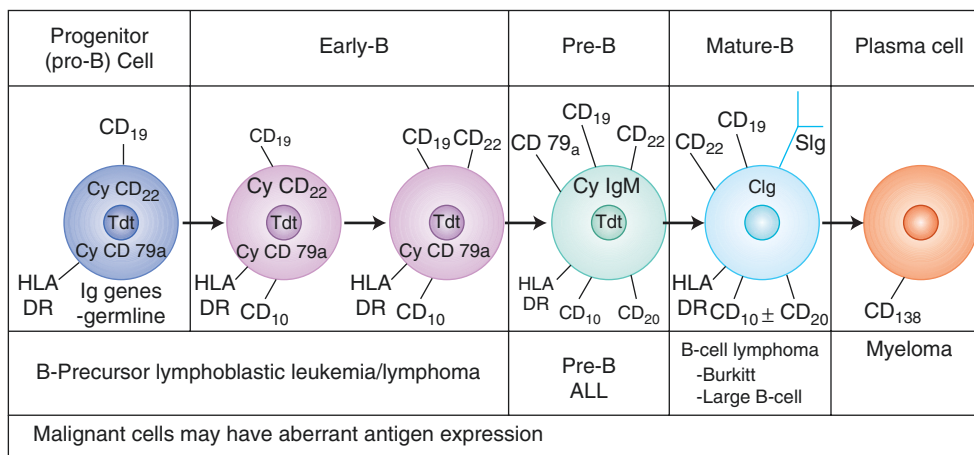 Progenitor
(pro-B) Cell
Early-B
Pre-B
Mature-B
Plasma cell
CD19
Cy CD22
Tdt
Cy CD 79a
HLA
DR
Ig genes
-germline
CD19
Cy CD22
Tdt
Cy CD 79a
HLA
DR
CD10
CD19 CD22
Tdt
Cy CD 79a
HLA
DR
CD10
CD19
CD 79a
CD22
Cy IgM
Tdt
HLA
DR
CD10
CD20
CD19
CD22
SIg
CIg
HLA
DR
CD10 ± CD20
CD138
B-Precursor lymphoblastic leukemia/lymphoma
Pre-B
ALL
B-cell lymphoma
-Burkitt
-Large B-cell
Myeloma
Malignant cells may have aberrant antigen expression